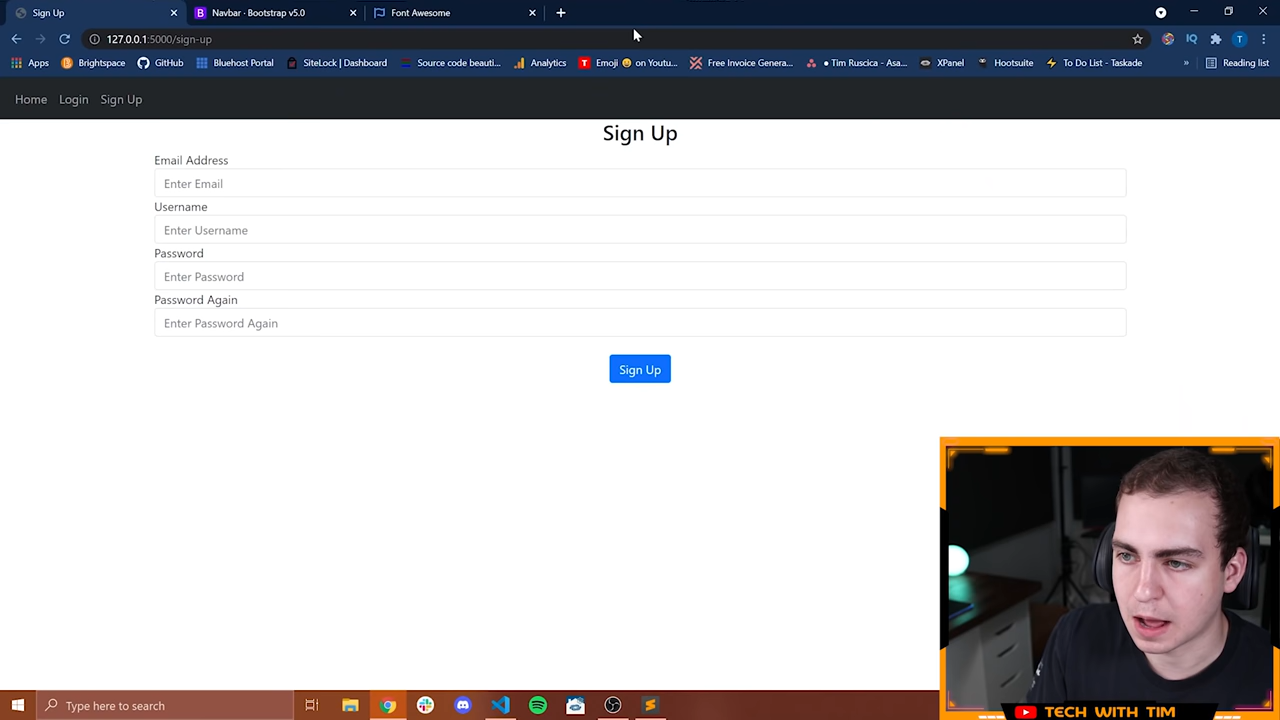 Sign Up
Navbar · Bootstrap v5.0
Font Awesome
127.0.0.1:5000/sign-up
T
Apps
Brightspace
GitHub
Bluehost Portal
SiteLock | Dashboard
Source code beauti...
Analytics
Emoji 😀 on Youtu...
Free Invoice Genera...
• Tim Ruscica - Asa...
XPanel
Hootsuite
To Do List - Taskade
»
Reading list
Home
Login
Sign Up
Sign Up
Email Address
Enter Email
Username
Enter Username
Password
Enter Password
Password Again
Enter Password Again
Sign Up
Type here to search
TECH WITH TIM